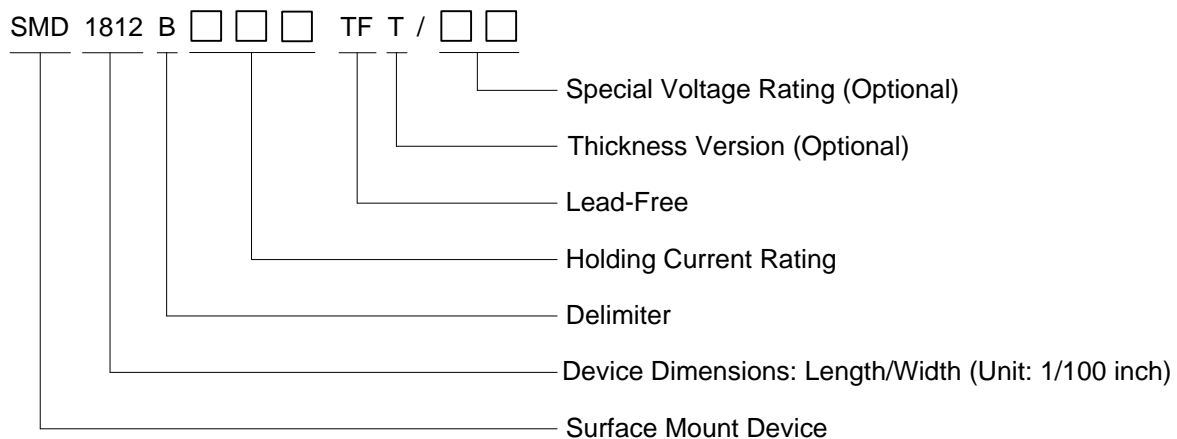 SMD 1812 B □ □ □ TF T / □ □
Special Voltage Rating (Optional)
Thickness Version (Optional)
Lead-Free
Holding Current Rating
Delimiter
Device Dimensions: Length/Width (Unit: 1/100 inch)
Surface Mount Device